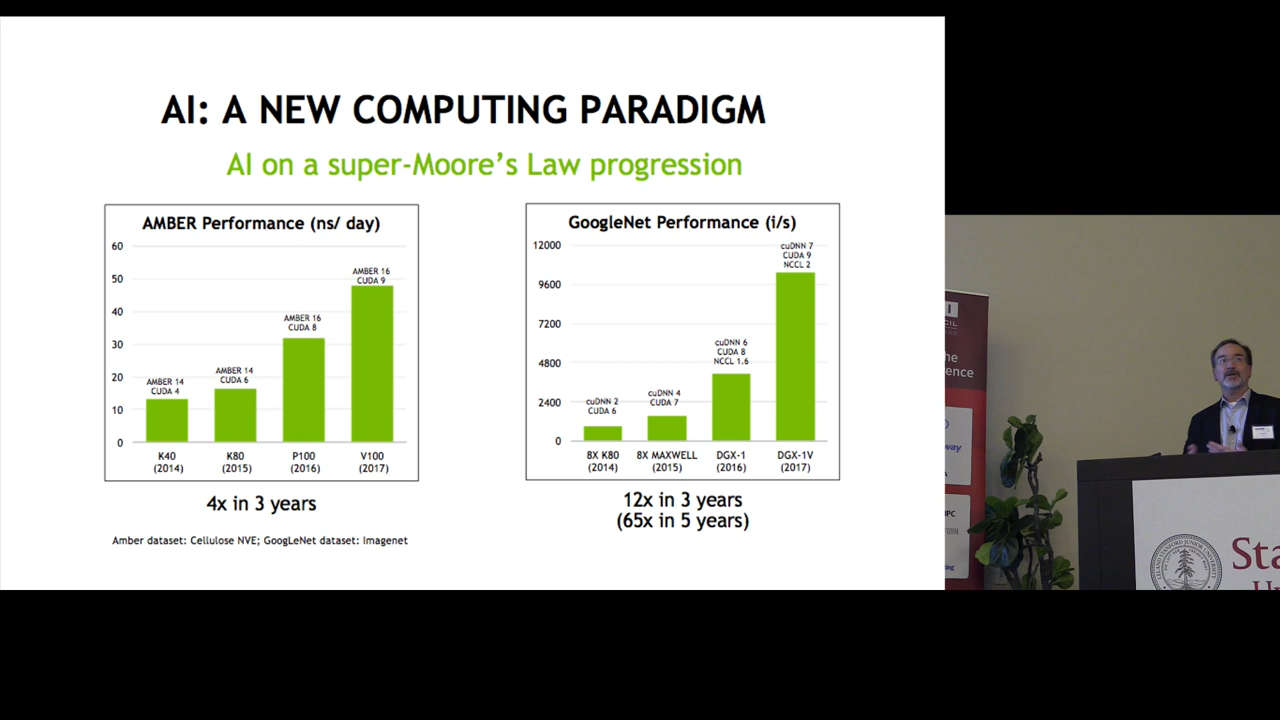 AI: A NEW COMPUTING PARADIGM
AI on a super-Moore's Law progression
AMBER Performance (ns/ day)
60
50
40
30
20
10
0
AMBER 14
CUDA 4
AMBER 14
CUDA 6
AMBER 16
CUDA 8
AMBER 16
CUDA 9
K40
(2014)
K80
(2015)
P100
(2016)
V100
(2017)
4x in 3 years
Amber dataset: Cellulose NVE; GoogLeNet dataset: Imagenet
GoogleNet Performance (i/s)
12000
9600
7200
4800
2400
0
cuDNN 2
CUDA 6
cuDNN 4
CUDA 7
cuDNN 6
CUDA 8
NCCL 1.6
cuDNN 7
CUDA 9
NCCL 2
8X K80
(2014)
8X MAXWELL
(2015)
DGX-1
(2016)
DGX-1V
(2017)
12x in 3 years
(65x in 5 years)
LELAND STANFORD JUNIOR UNIVERSITY